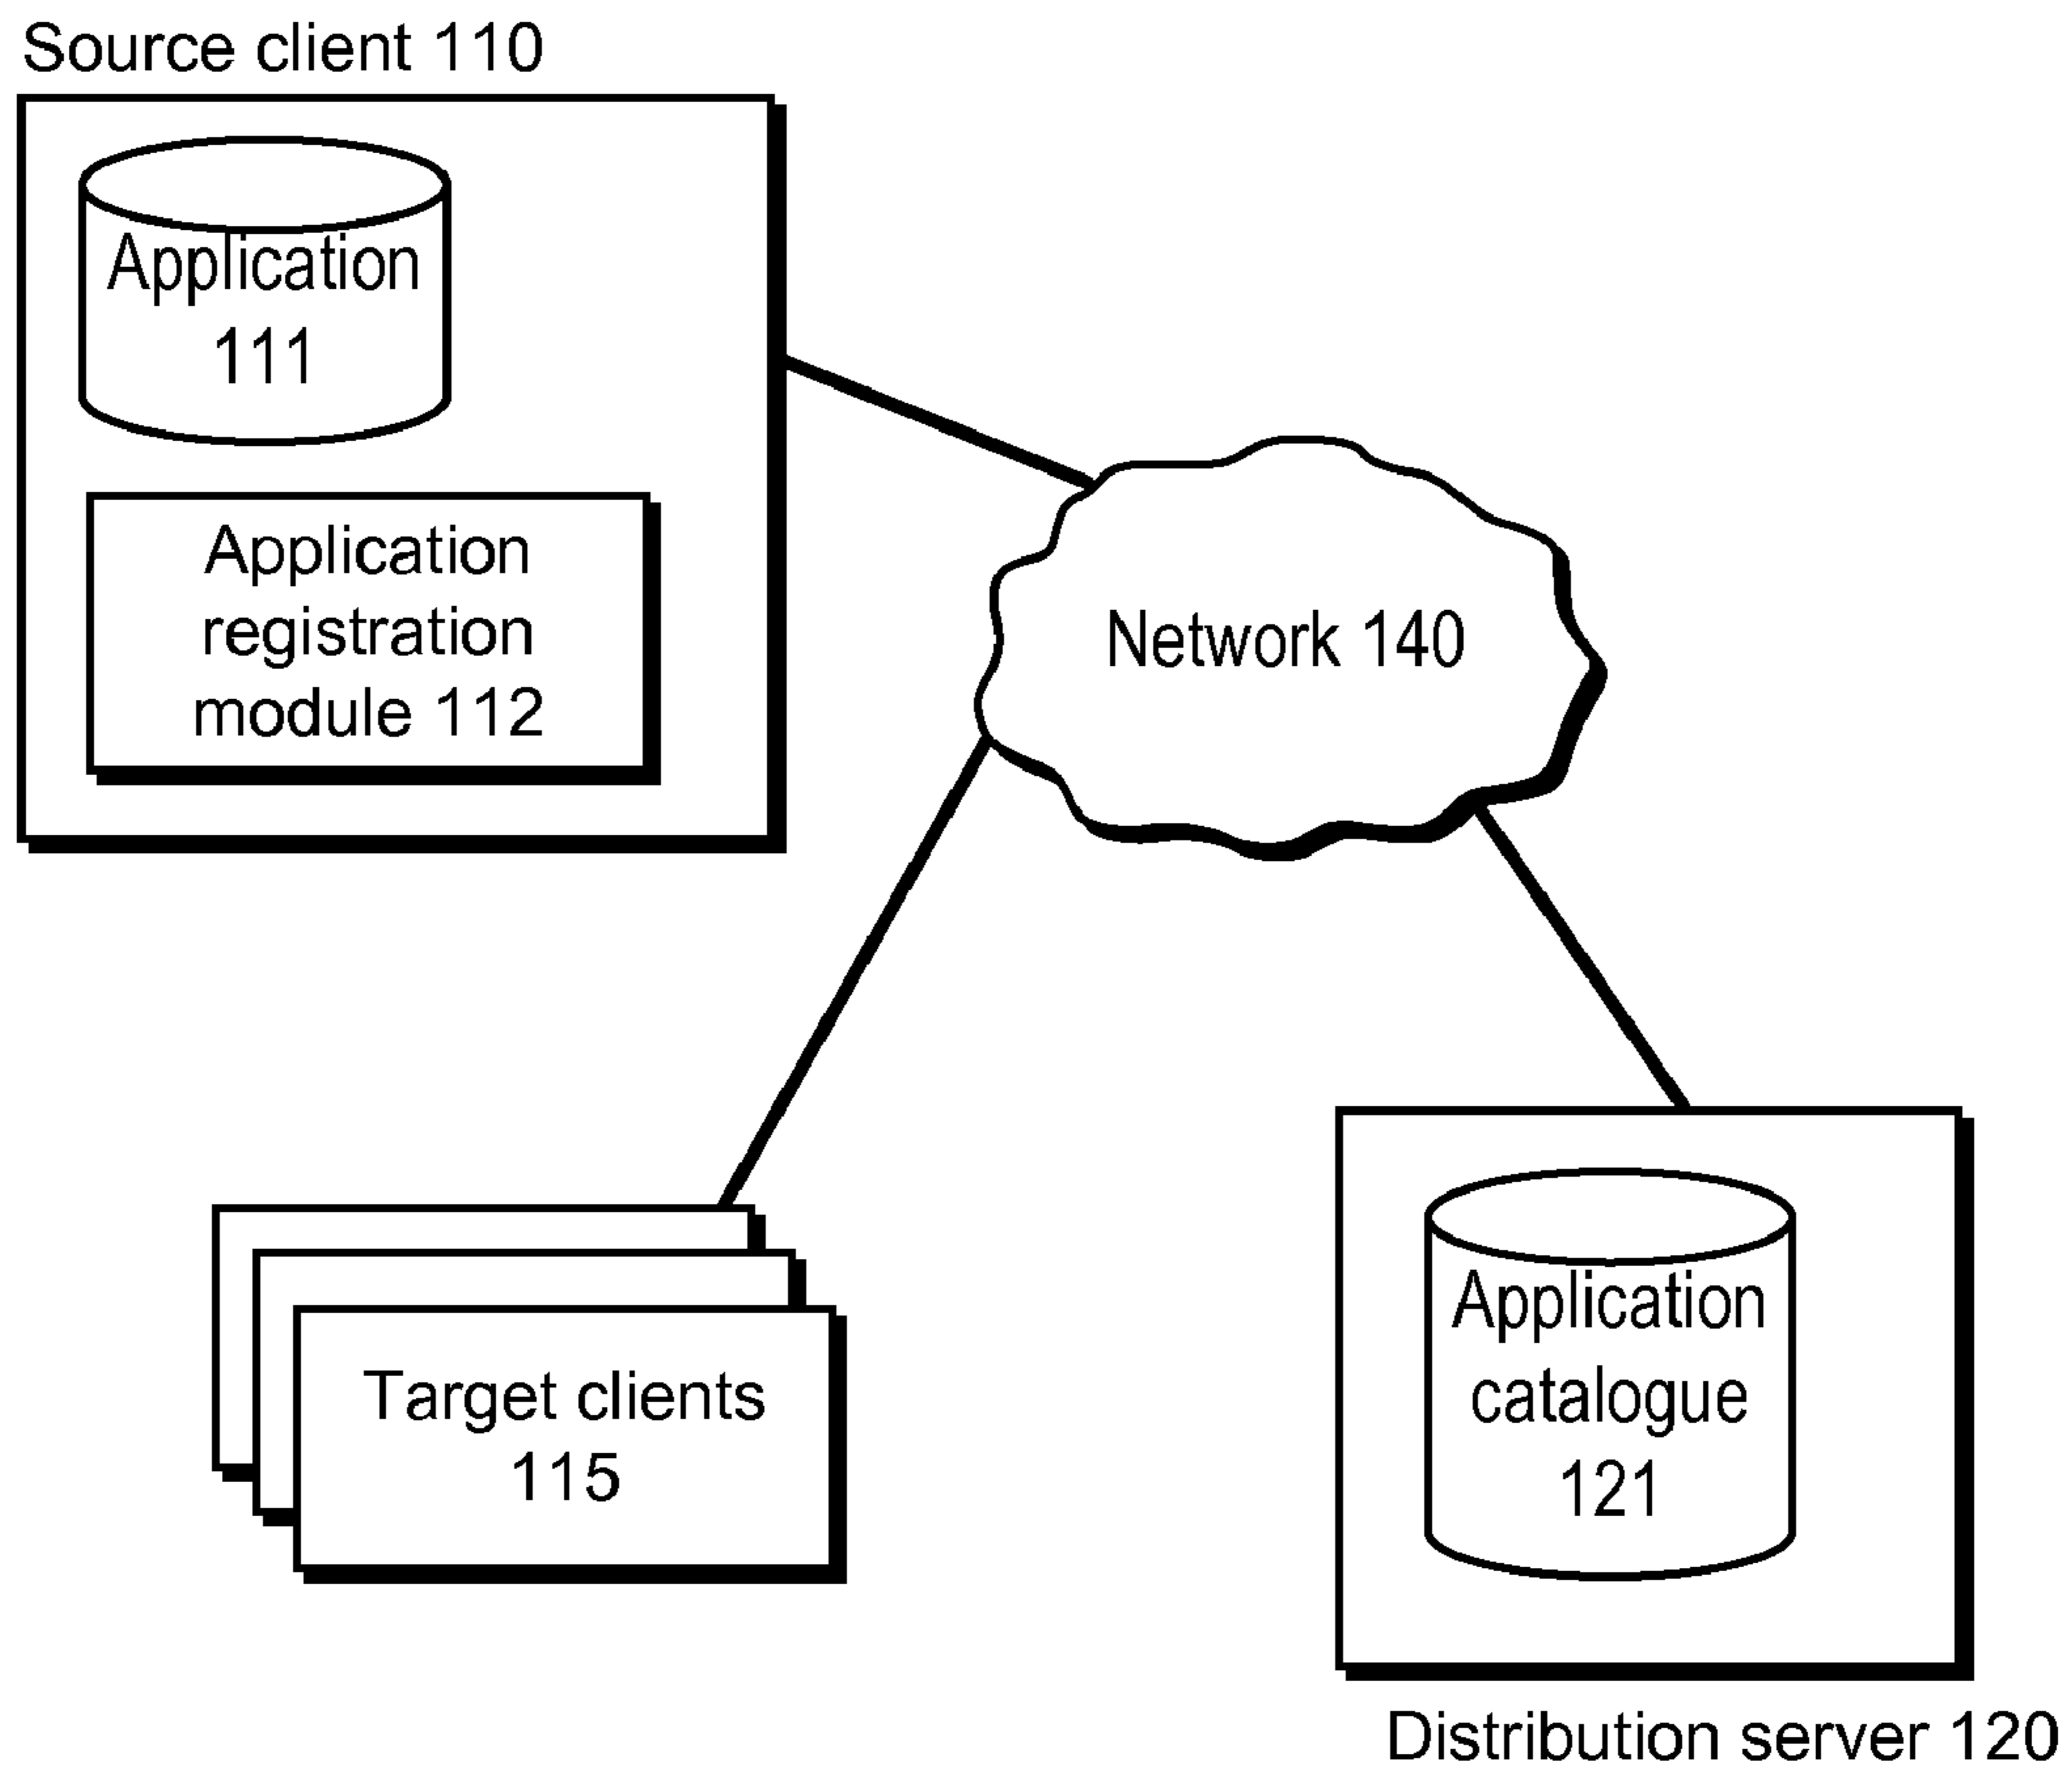 Source client 110
Application
111
Application
registration
module 112
Network 140
Target clients
115
Application
catalogue
121
Distribution server 120